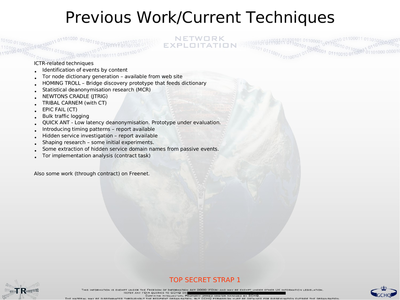 Previous Work/Current Techniques
NETWORK
EXPLOITATION
ICTR-related techniques
Identification of events by content
Tor node dictionary generation – available from web site
HOMING TROLL – Bridge discovery prototype that feeds dictionary
Statistical deanonymisation research (MCR)
NEWTONS CRADLE (JTRIG)
TRIBAL CARNEM (with CT)
EPIC FAIL (CT)
Bulk traffic logging
QUICK ANT - Low latency deanonymisation. Prototype under evaluation.
Introducing timing patterns – report available
Hidden service investigation – report available
Shaping research – some initial experiments.
Some extraction of hidden service domain names from passive events.
Tor implementation analysis (contract task)
Also some work (through contract) on Freenet.
TOP SECRET STRAP 1
TR
GCHQ